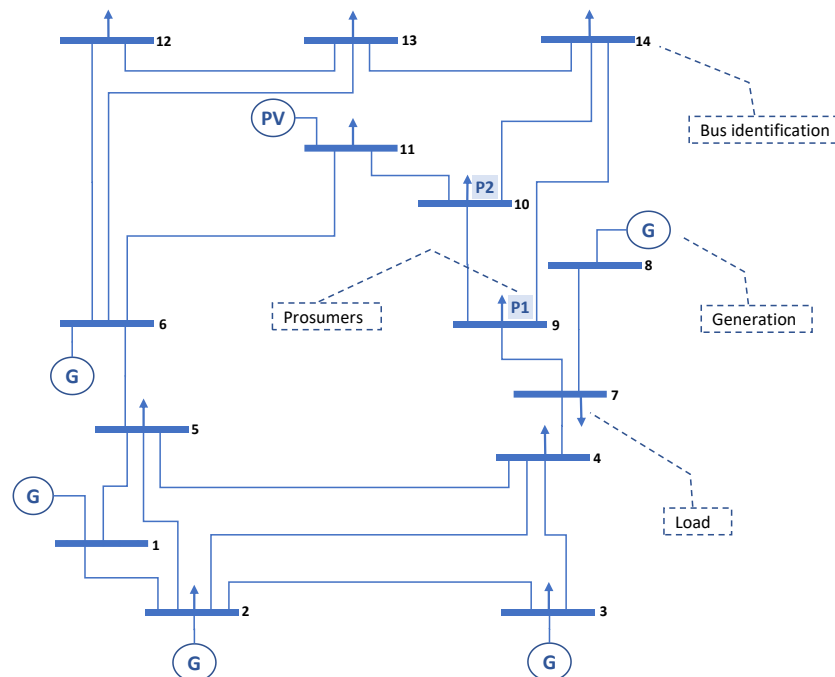 12
13
14
PV
11
Bus identification
P2
10
G
8
Prosumers
P1
9
Generation
6
G
7
5
4
G
Load
1
2
3
G
G